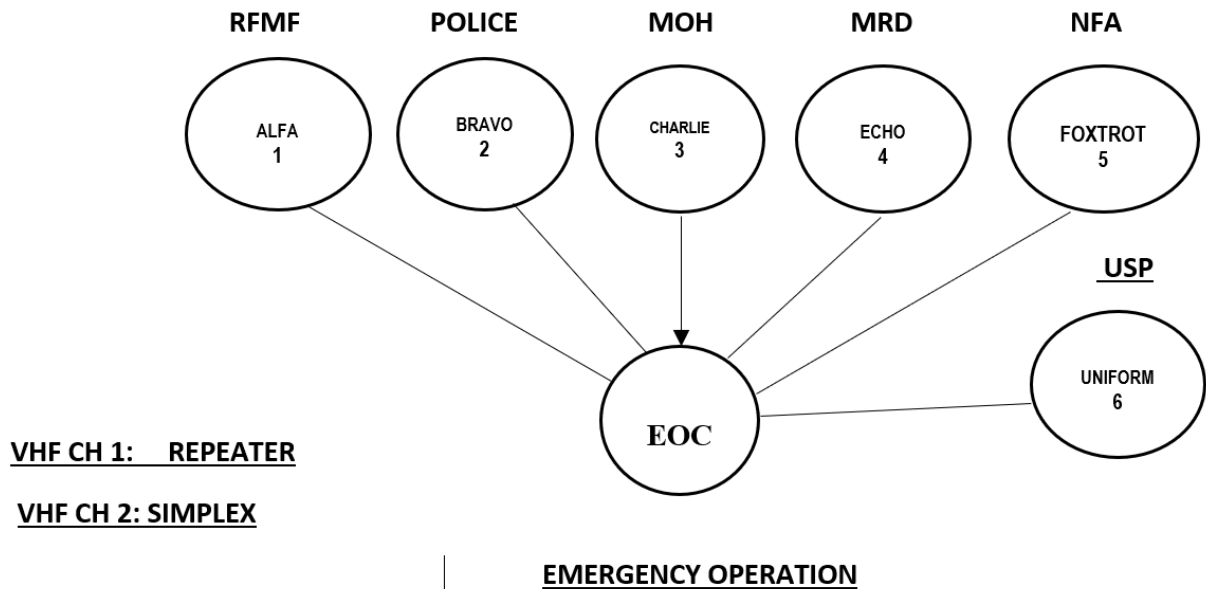 RFMF POLICE MOH MRD NFA
ALFA
1
BRAVO
2
CHARLIE
3
ECHO
4
FOXTROT
5
USP
UNIFORM
6
EOC
VHF CH 1: REPEATER
VHF CH 2: SIMPLEX
EMERGENCY OPERATION